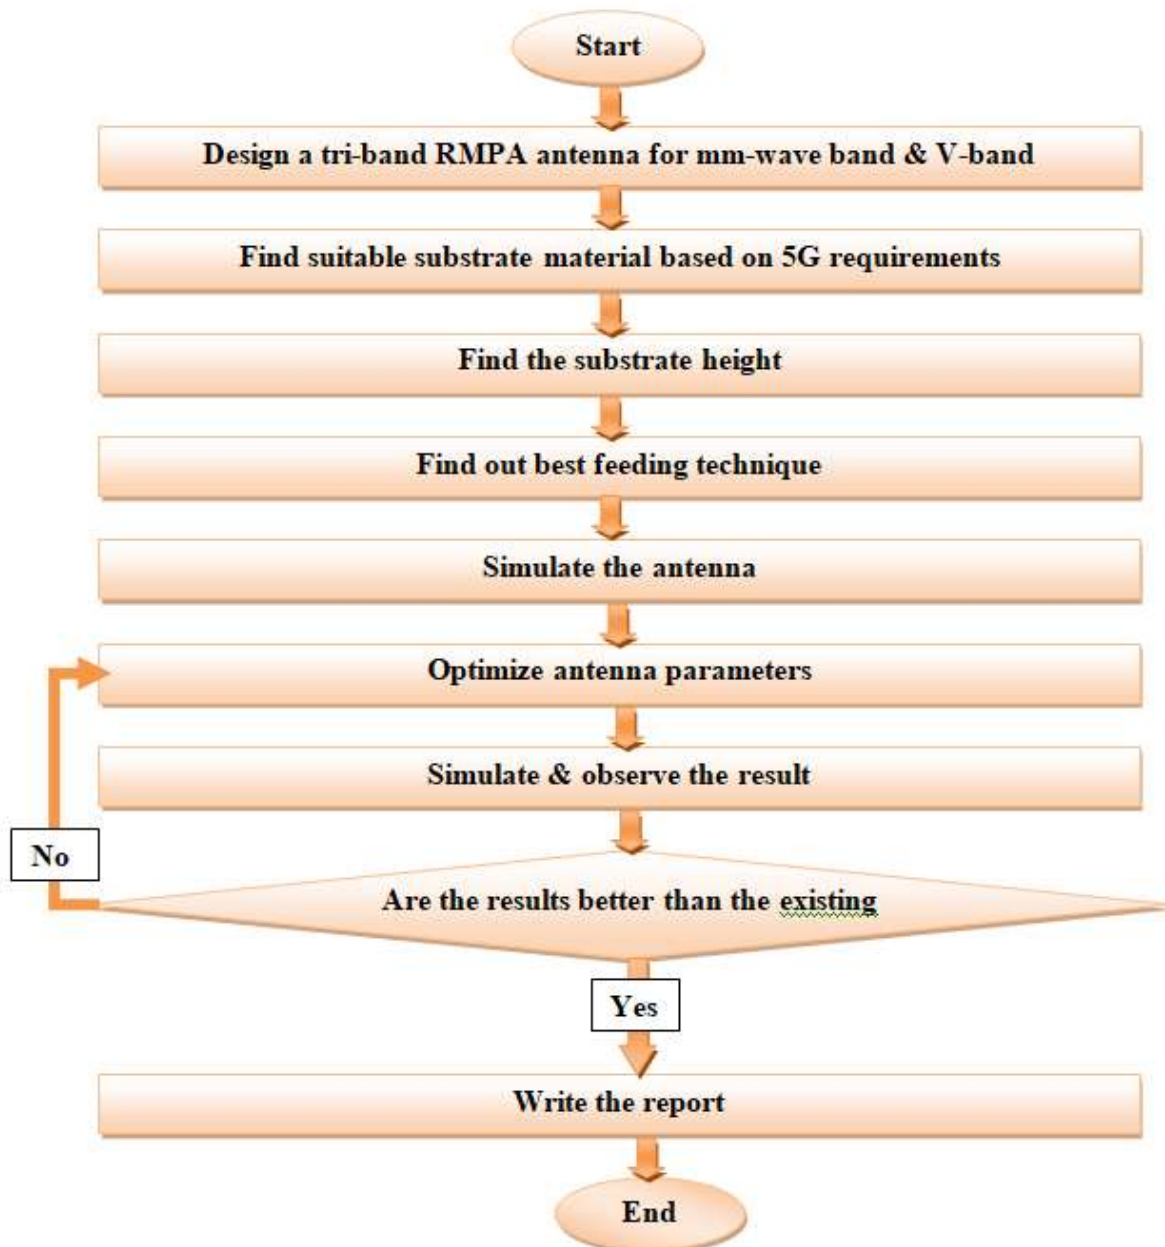 Start
Design a tri-band RMPA antenna for mm-wave band & V-band
Find suitable substrate material based on 5G requirements
Find the substrate height
Find out best feeding technique
Simulate the antenna
Optimize antenna parameters
Simulate & observe the result
No
Are the results better than the existing
Yes
Write the report
End